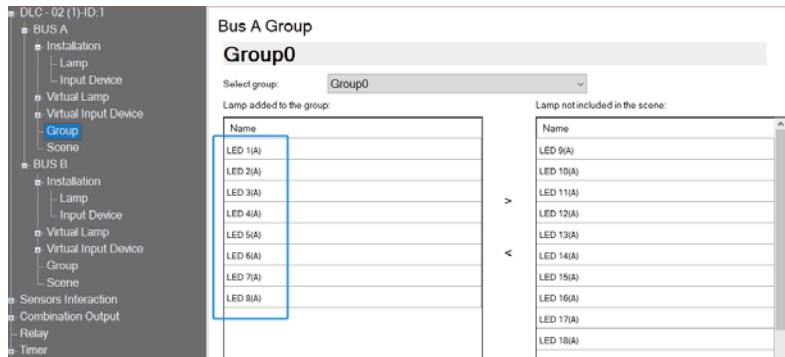 DLC - 02 (1)-ID:1
BUS A
Installation
Lamp
Input Device
Virtual Lamp
Virtual Input Device
Group
Scene
BUS B
Installation
Lamp
Input Device
Virtual Lamp
Virtual Input Device
Group
Scene
Sensors Interaction
Combination Output
Relay
Timer
Bus A Group
Group0
Select group: Group0
Lamp added to the group:
Name
LED 1(A)
LED 2(A)
LED 3(A)
LED 4(A)
LED 5(A)
LED 6(A)
LED 7(A)
LED 8(A)
>
<
Lamp not included in the scene:
Name
LED 9(A)
LED 10(A)
LED 11(A)
LED 12(A)
LED 13(A)
LED 14(A)
LED 15(A)
LED 16(A)
LED 17(A)
LED 18(A)